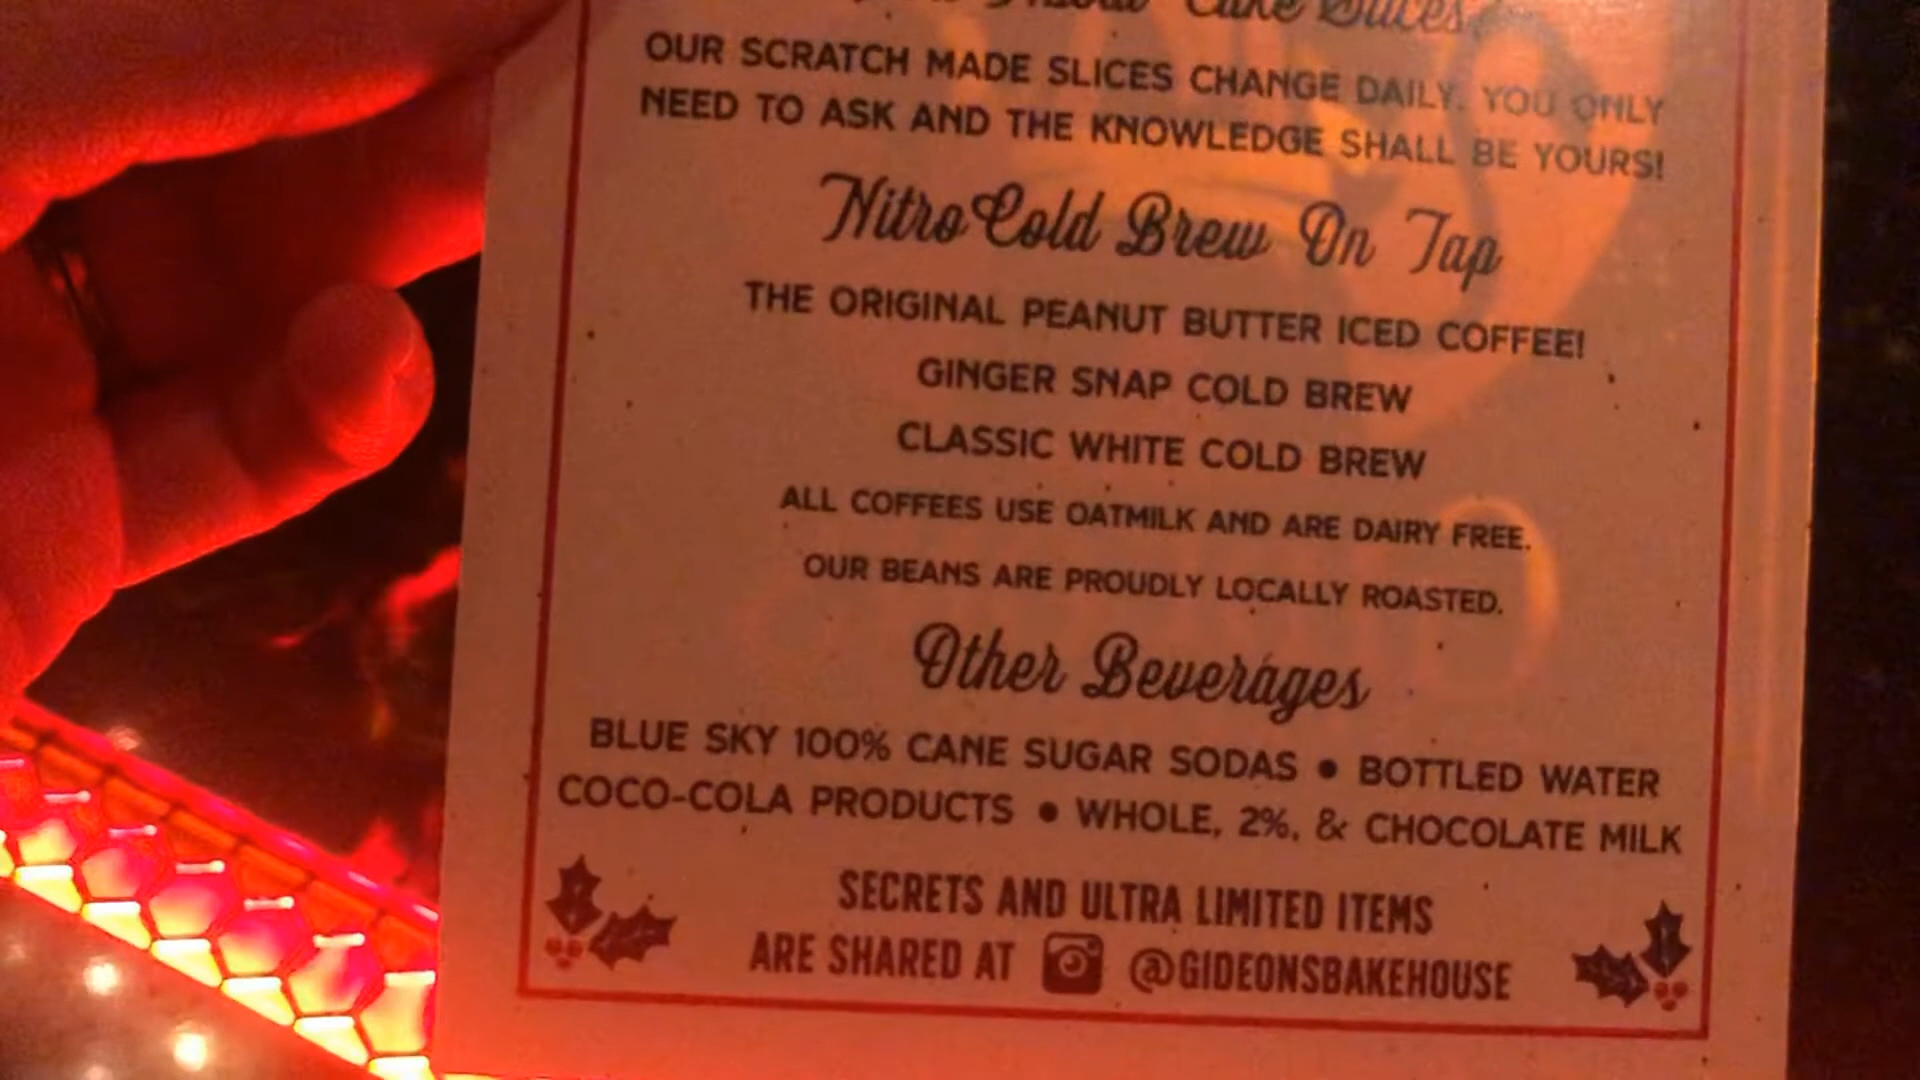 Cake Slices
OUR SCRATCH MADE SLICES CHANGE DAILY. YOU ONLY
NEED TO ASK AND THE KNOWLEDGE SHALL BE YOURS!
Nitro Cold Brew On Tap
THE ORIGINAL PEANUT BUTTER ICED COFFEE!
GINGER SNAP COLD BREW
CLASSIC WHITE COLD BREW
ALL COFFEES USE OATMILK AND ARE DAIRY FREE.
OUR BEANS ARE PROUDLY LOCALLY ROASTED.
Other Beverages
BLUE SKY 100% CANE SUGAR SODAS • BOTTLED WATER
COCO-COLA PRODUCTS • WHOLE, 2%, & CHOCOLATE MILK
SECRETS AND ULTRA LIMITED ITEMS
ARE SHARED AT @GIDEONSBAKEHOUSE